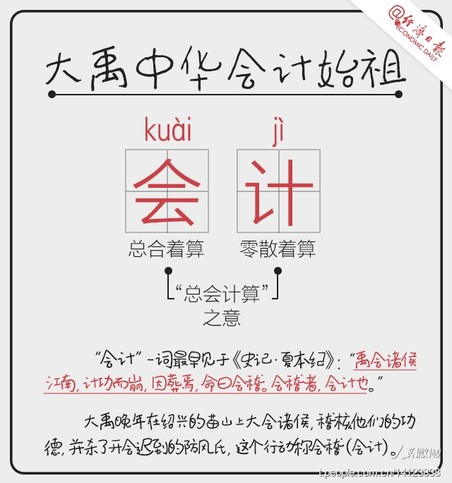 @经济日报
ECONOMIC DAILY
大禹中华会计始祖
kuài jì
会 计
总合着算 零散着算
“总会计算”
之意
“会计”一词最早见于《史记·夏本纪》：“禹会诸侯
江南，计功而崩，因葬焉，命曰会稽。会稽者，会计也。”
大禹晚年在绍兴的苗山上大会诸侯，稽核他们的功
德，并杀了开会迟到的防风氏，这个行动称会稽（会计）。
t.people.com.cn/14123838